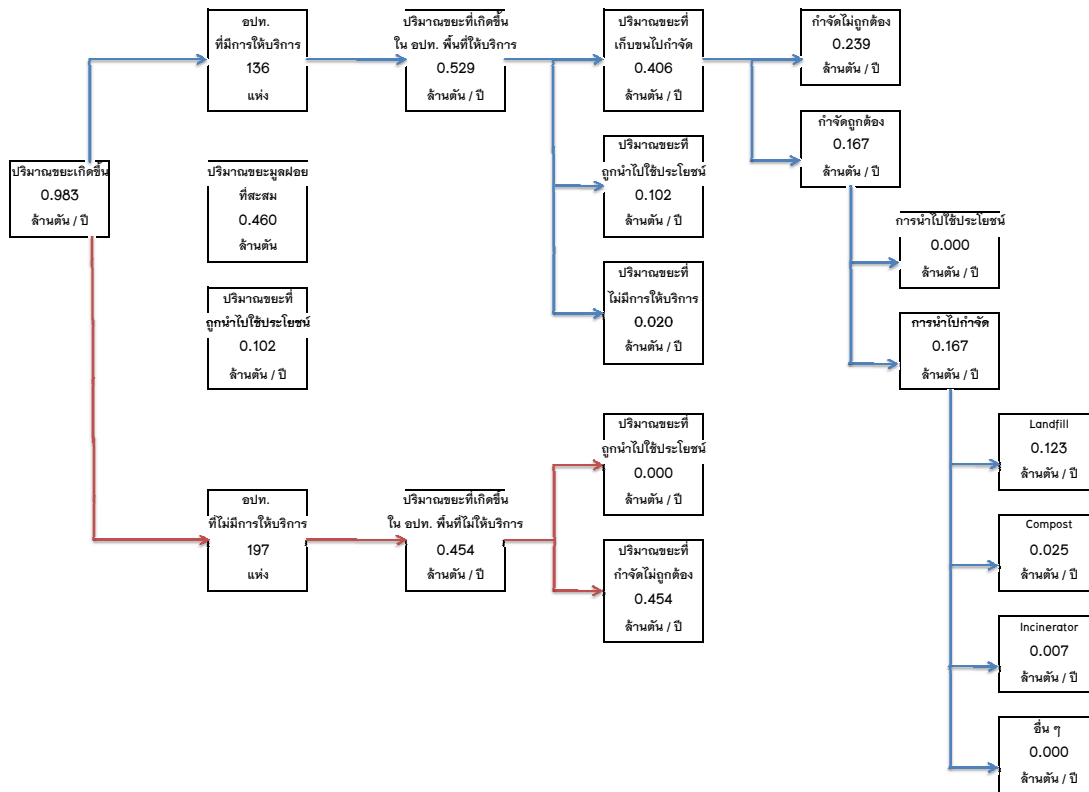 อปท.
ที่มีการให้บริการ
136
แห่ง
ปริมาณขยะที่เกิดขึ้น
ใน อปท. พื้นที่ให้บริการ
0.529
ล้านตัน / ปี
ปริมาณขยะที่
เก็บขนไปกำจัด
0.406
ล้านตัน / ปี
กำจัดไม่ถูกต้อง
0.239
ล้านตัน / ปี
กำจัดถูกต้อง
0.167
ล้านตัน / ปี
ปริมาณขยะเกิดขึ้น
0.983
ล้านตัน / ปี
ปริมาณขยะมูลฝอย
ที่สะสม
0.460
ล้านตัน
ปริมาณขยะที่
ถูกนำไปใช้ประโยชน์
0.102
ล้านตัน / ปี
การนำไปใช้ประโยชน์
0.000
ล้านตัน / ปี
ปริมาณขยะที่
ถูกนำไปใช้ประโยชน์
0.102
ล้านตัน / ปี
ปริมาณขยะที่
ไม่มีการให้บริการ
0.020
ล้านตัน / ปี
การนำไปกำจัด
0.167
ล้านตัน / ปี
ปริมาณขยะที่
ถูกนำไปใช้ประโยชน์
0.000
ล้านตัน / ปี
Landfill
0.123
ล้านตัน / ปี
อปท.
ที่ไม่มีการให้บริการ
197
แห่ง
ปริมาณขยะที่เกิดขึ้น
ใน อปท. พื้นที่ไม่ให้บริการ
0.454
ล้านตัน / ปี
ปริมาณขยะที่
กำจัดไม่ถูกต้อง
0.454
ล้านตัน / ปี
Compost
0.025
ล้านตัน / ปี
Incinerator
0.007
ล้านตัน / ปี
อื่น ๆ
0.000
ล้านตัน / ปี